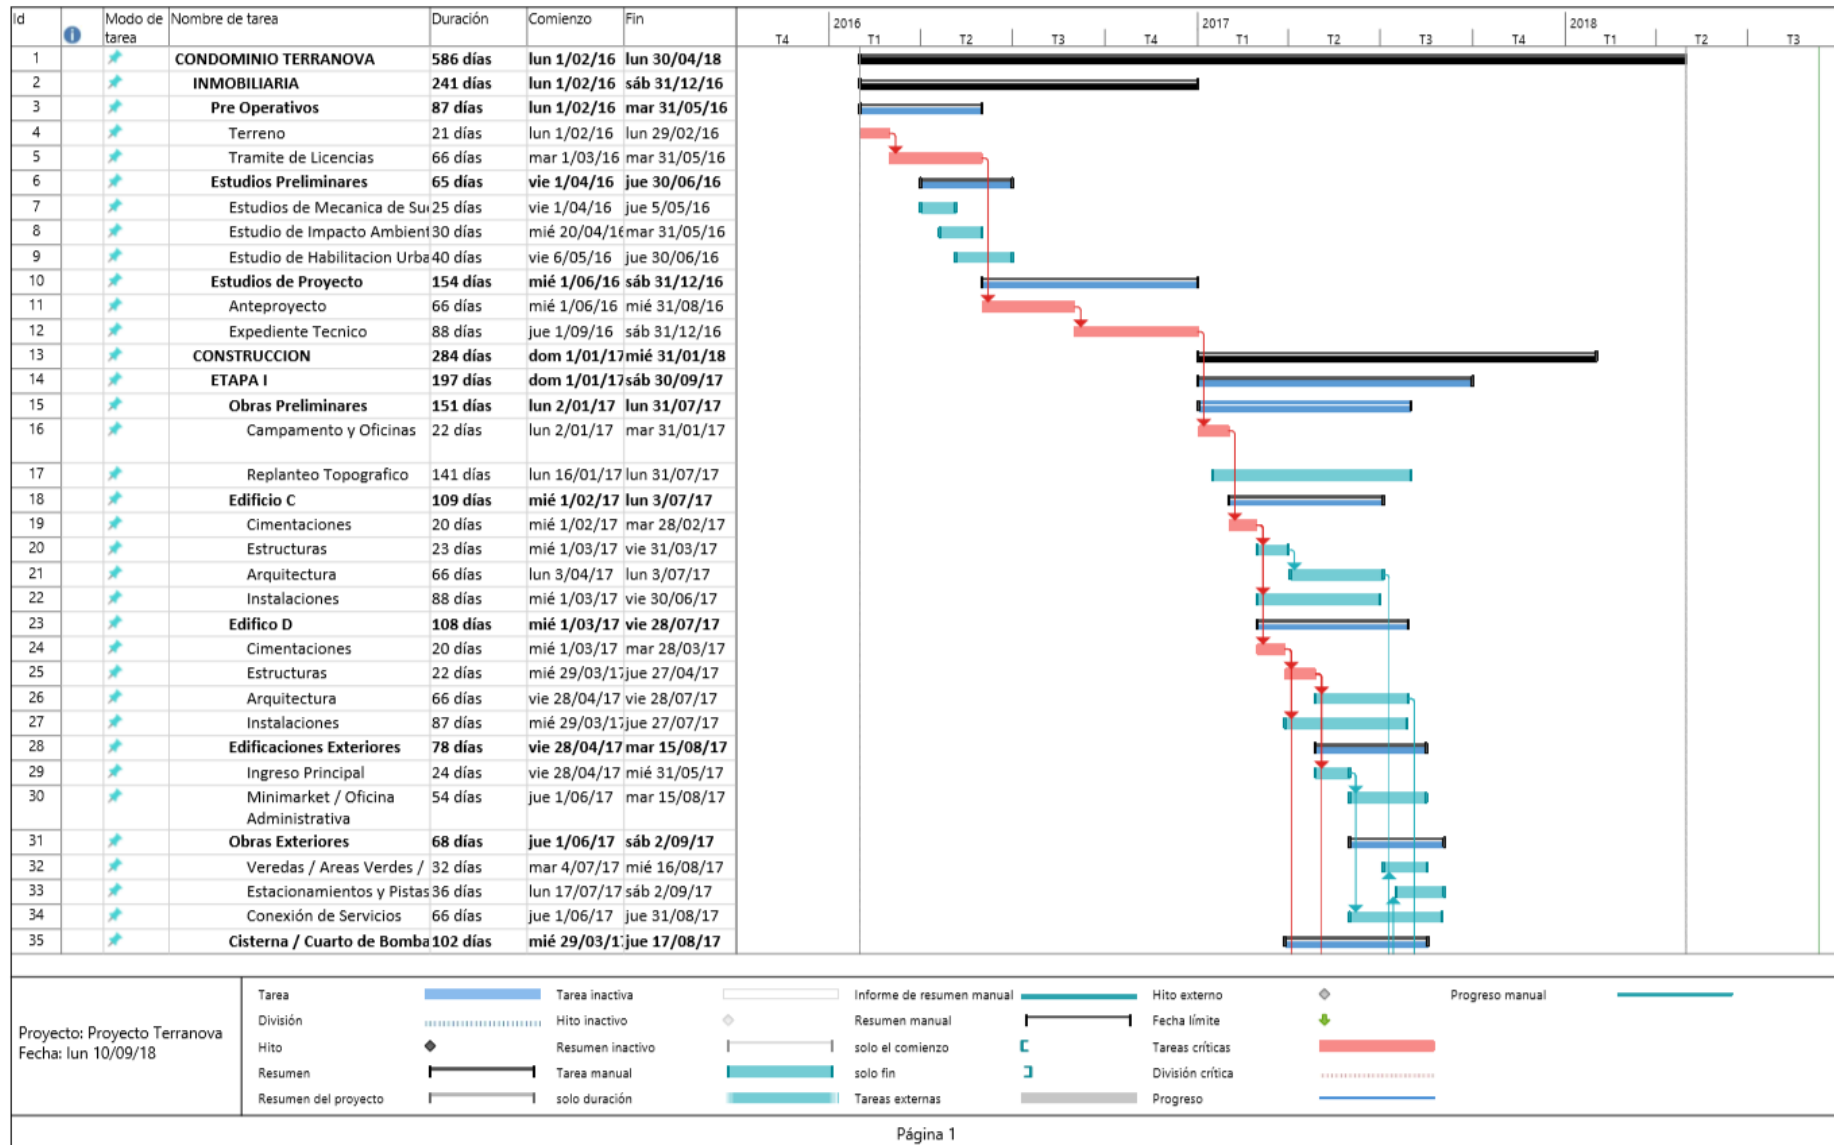 Id Modo de tarea Nombre de tarea Duración Comienzo Fin
2016 2017 2018
T4 T1 T2 T3 T4 T1 T2 T3 T4 T1 T2 T3
1 CONDOMINIO TERRANOVA 586 días lun 1/02/16 lun 30/04/18
2 INMOBILIARIA 241 días lun 1/02/16 sáb 31/12/16
3 Pre Operativos 87 días lun 1/02/16 mar 31/05/16
4 Terreno 21 días lun 1/02/16 lun 29/02/16
5 Tramite de Licencias 66 días mar 1/03/16 mar 31/05/16
6 Estudios Preliminares 65 días vie 1/04/16 jue 30/06/16
7 Estudios de Mecanica de Su 25 días vie 1/04/16 jue 5/05/16
8 Estudio de Impacto Ambient 30 días mié 20/04/16 mar 31/05/16
9 Estudio de Habilitacion Urba 40 días vie 6/05/16 jue 30/06/16
10 Estudios de Proyecto 154 días mié 1/06/16 sáb 31/12/16
11 Anteproyecto 66 días mié 1/06/16 mié 31/08/16
12 Expediente Tecnico 88 días jue 1/09/16 sáb 31/12/16
13 CONSTRUCCION 284 días dom 1/01/17 mié 31/01/18
14 ETAPA I 197 días dom 1/01/17 sáb 30/09/17
15 Obras Preliminares 151 días lun 2/01/17 lun 31/07/17
16 Campamento y Oficinas 22 días lun 2/01/17 mar 31/01/17
17 Replanteo Topografico 141 días lun 16/01/17 lun 31/07/17
18 Edificio C 109 días mié 1/02/17 lun 3/07/17
19 Cimentaciones 20 días mié 1/02/17 mar 28/02/17
20 Estructuras 23 días mié 1/03/17 vie 31/03/17
21 Arquitectura 66 días lun 3/04/17 lun 3/07/17
22 Instalaciones 88 días mié 1/03/17 vie 30/06/17
23 Edifico D 108 días mié 1/03/17 vie 28/07/17
24 Cimentaciones 20 días mié 1/03/17 mar 28/03/17
25 Estructuras 22 días mié 29/03/17 jue 27/04/17
26 Arquitectura 66 días vie 28/04/17 vie 28/07/17
27 Instalaciones 87 días mié 29/03/17 jue 27/07/17
28 Edificaciones Exteriores 78 días vie 28/04/17 mar 15/08/17
29 Ingreso Principal 24 días vie 28/04/17 mié 31/05/17
30 Minimarket / Oficina 54 días jue 1/06/17 mar 15/08/17
Administrativa
31 Obras Exteriores 68 días jue 1/06/17 sáb 2/09/17
32 Veredas / Areas Verdes / 32 días mar 4/07/17 mié 16/08/17
33 Estacionamientos y Pistas 36 días lun 17/07/17 sáb 2/09/17
34 Conexión de Servicios 66 días jue 1/06/17 jue 31/08/17
35 Cisterna / Cuarto de Bomba 102 días mié 29/03/17 jue 17/08/17
Proyecto: Proyecto Terranova
Fecha: lun 10/09/18
Tarea Tarea inactiva Informe de resumen manual Hito externo Progreso manual
División Hito inactivo Resumen manual Fecha límite
Hito Resumen inactivo solo el comienzo Tareas críticas
Resumen Tarea manual solo fin División crítica
Resumen del proyecto solo duración Tareas externas Progreso
Página 1